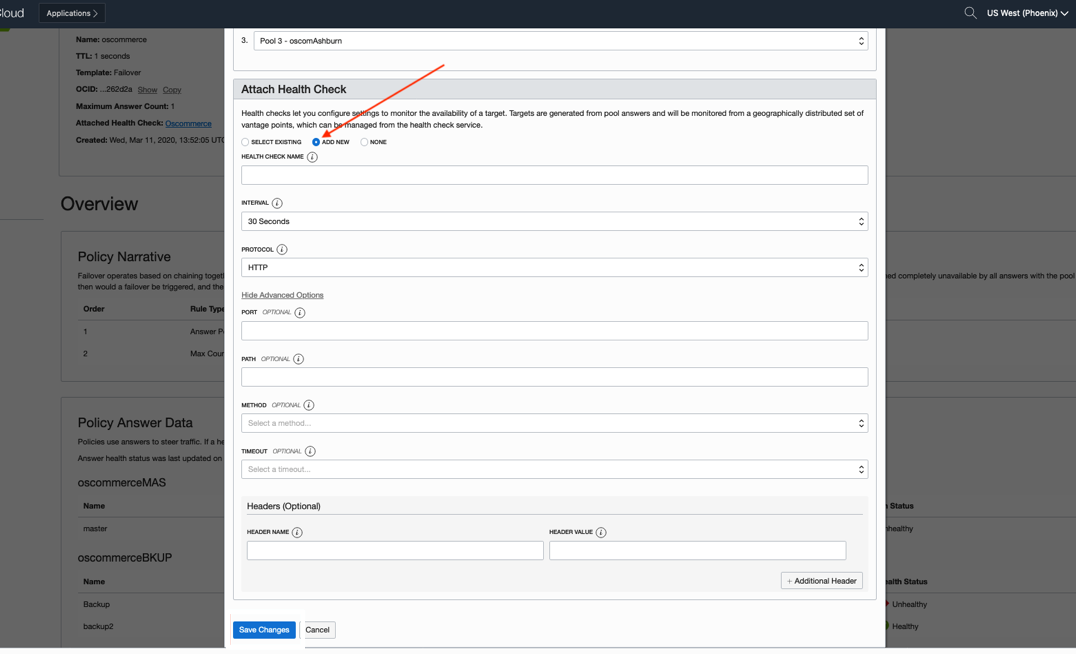 Cloud
Applications
US West (Phoenix)
Name: oscommerce
TTL: 1 seconds
Template: Failover
OCID: ...262d2a Show Copy
Maximum Answer Count: 1
Attached Health Check: Oscommerce
Created: Wed, Mar 11, 2020, 13:52:05 UTC
Overview
Policy Narrative
Failover operates based on chaining
then would a failover be triggered, and the
ed completely unavailable by all answers with the pool
Order Rule Type
1 Answer
2 Max
Policy Answer Data
Policies use answers to steer traffic. If a
Answer health status was last updated on
oscommerceMAS
Name Status
master
oscommerceBKUP
Name Status
Backup Unhealthy
backup2 Healthy
3. Pool 3 - oscomAshburn
Attach Health Check
Health checks let you configure settings to monitor the availability of a target. Targets are generated from pool answers and will be monitored from a geographically distributed set of
vantage points, which can be managed from the health check service.
SELECT EXISTING ADD NEW NONE
HEALTH CHECK NAME i
INTERVAL i
30 Seconds
PROTOCOL i
HTTP
Hide Advanced Options
PORT OPTIONAL i
PATH OPTIONAL i
METHOD OPTIONAL i
Select a method...
TIMEOUT OPTIONAL i
Select a timeout...
Headers (Optional)
HEADER NAME i HEADER VALUE i
+ Additional Header
Save Changes Cancel